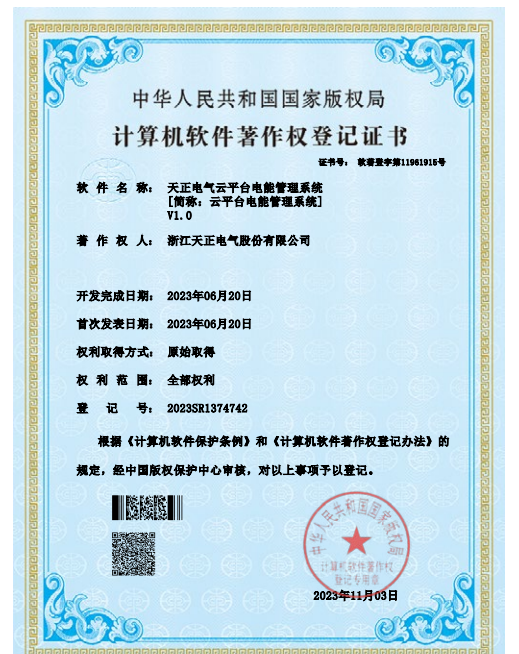 中华人民共和国国家版权局
计算机软件著作权登记证书
证书号： 软著登字第11961915号
软件名称： 天正电气云平台电能管理系统
[简称：云平台电能管理系统]
V1.0
著作权人： 浙江天正电气股份有限公司
开发完成日期： 2023年06月20日
首次发表日期： 2023年06月20日
权利取得方式： 原始取得
权利范围： 全部权利
登记号： 2023SR1374742
根据《计算机软件保护条例》和《计算机软件著作权登记办法》的
规定，经中国版权保护中心审核，对以上事项予以登记。
中华人民共和国国家版权局
计算机软件著作权
登记专用章
2023年11月03日